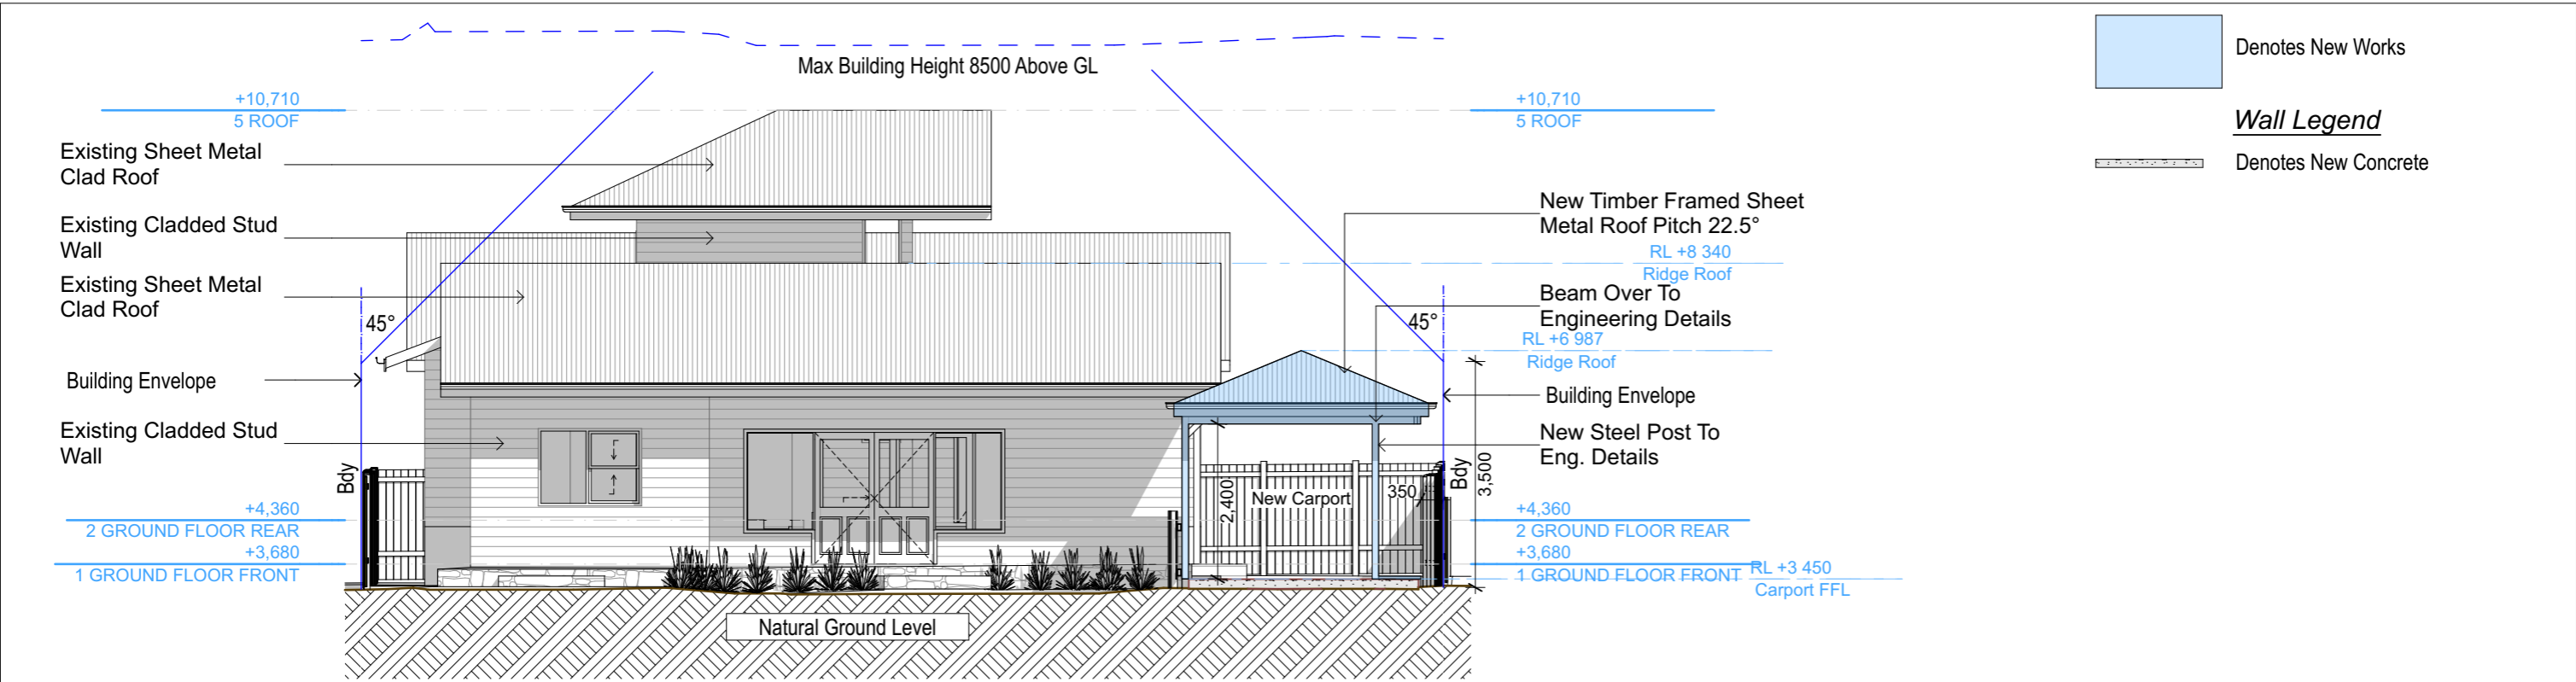 Max Building Height 8500 Above GL
+10,710
5 ROOF
Existing Sheet Metal
Clad Roof
Existing Cladded Stud
Wall
Existing Sheet Metal
Clad Roof
45°
Building Envelope
Existing Cladded Stud
Wall
Bdy
+4,360
2 GROUND FLOOR REAR
+3,680
1 GROUND FLOOR FRONT
Natural Ground Level
2,400
New Carport
350
45°
Bdy
3,500
+10,710
5 ROOF
New Timber Framed Sheet
Metal Roof Pitch 22.5°
RL +8 340
Ridge Roof
Beam Over To
Engineering Details
RL +6 987
Ridge Roof
Building Envelope
New Steel Post To
Eng. Details
+4,360
2 GROUND FLOOR REAR
+3,680
1 GROUND FLOOR FRONT
RL +3 450
Carport FFL
Denotes New Works
Wall Legend
Denotes New Concrete